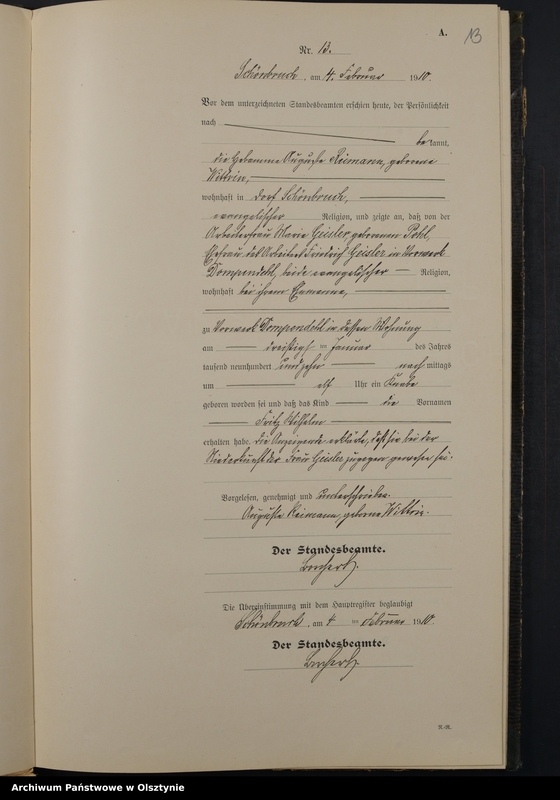 A.
13
Nr. 13.
Schönbruch, am 4. Februar 1910.
Vor dem unterzeichneten Standesbeamten erschien heute, der Persönlichkeit
nach
bekannt,
die Hebamme Auguste Reimann, geborene
Wittrin,
wohnhaft in Dorf Schönbruch,
evangelischer Religion, und zeigte an, daß von der
Arbeiterfrau Marie Geisler, geborenen Pohl,
Ehefrau des Arbeiters Friedrich Geisler in Vorwerk
Dompendehl, beide evangelischer Religion,
wohnhaft bei ihrem Ehemanne,
zu Vorwerk Dompendehl in dessen Wohnung
am dreißigsten Januar des Jahres
tausend neunhundert und zehn nachmittags
um elf Uhr ein Knabe
geboren worden sei und daß das Kind die Vornamen
Fritz Wilhelm
erhalten habe. Die Anzeigende erklärte, daß sie bei der
Niederkunft der Frau Geisler zugegen gewesen sei.
Vorgelesen, genehmigt und unterschrieben
Auguste Reimann, geborne Wittrin.
Der Standesbeamte.
Die Übereinstimmung mit dem Hauptregister beglaubigt
Schönbruch, am 4 ten Februar 1910.
Der Standesbeamte.
Archiwum Państwowe w Olsztynie